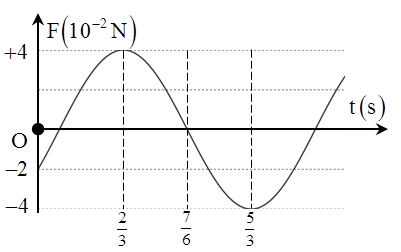 F(10⁻² N)
+4
t(s)
O
−2
−4
2/3 7/6 5/3